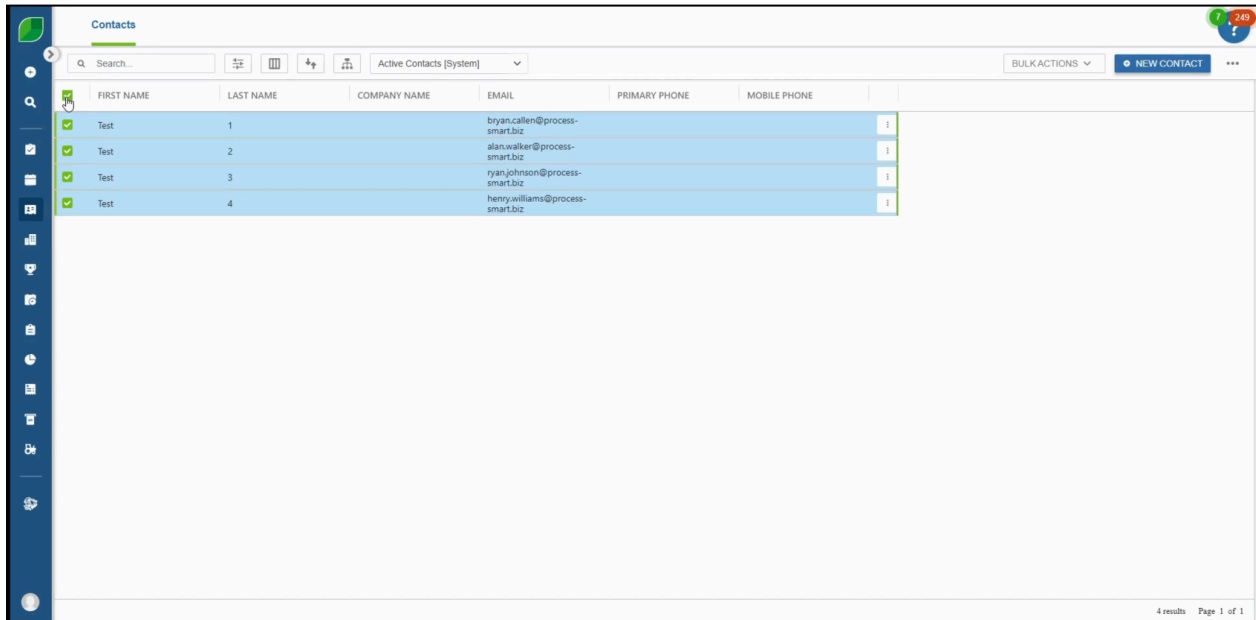 Contacts
7 249
?
Search...
Active Contacts [System]
BULK ACTIONS
NEW CONTACT
FIRST NAME LAST NAME COMPANY NAME EMAIL PRIMARY PHONE MOBILE PHONE
Test 1 bryan.callen@process-
smart.biz
Test 2 alan.walker@process-
smart.biz
Test 3 ryan.johnson@process-
smart.biz
Test 4 henry.williams@process-
smart.biz
4 results Page 1 of 1